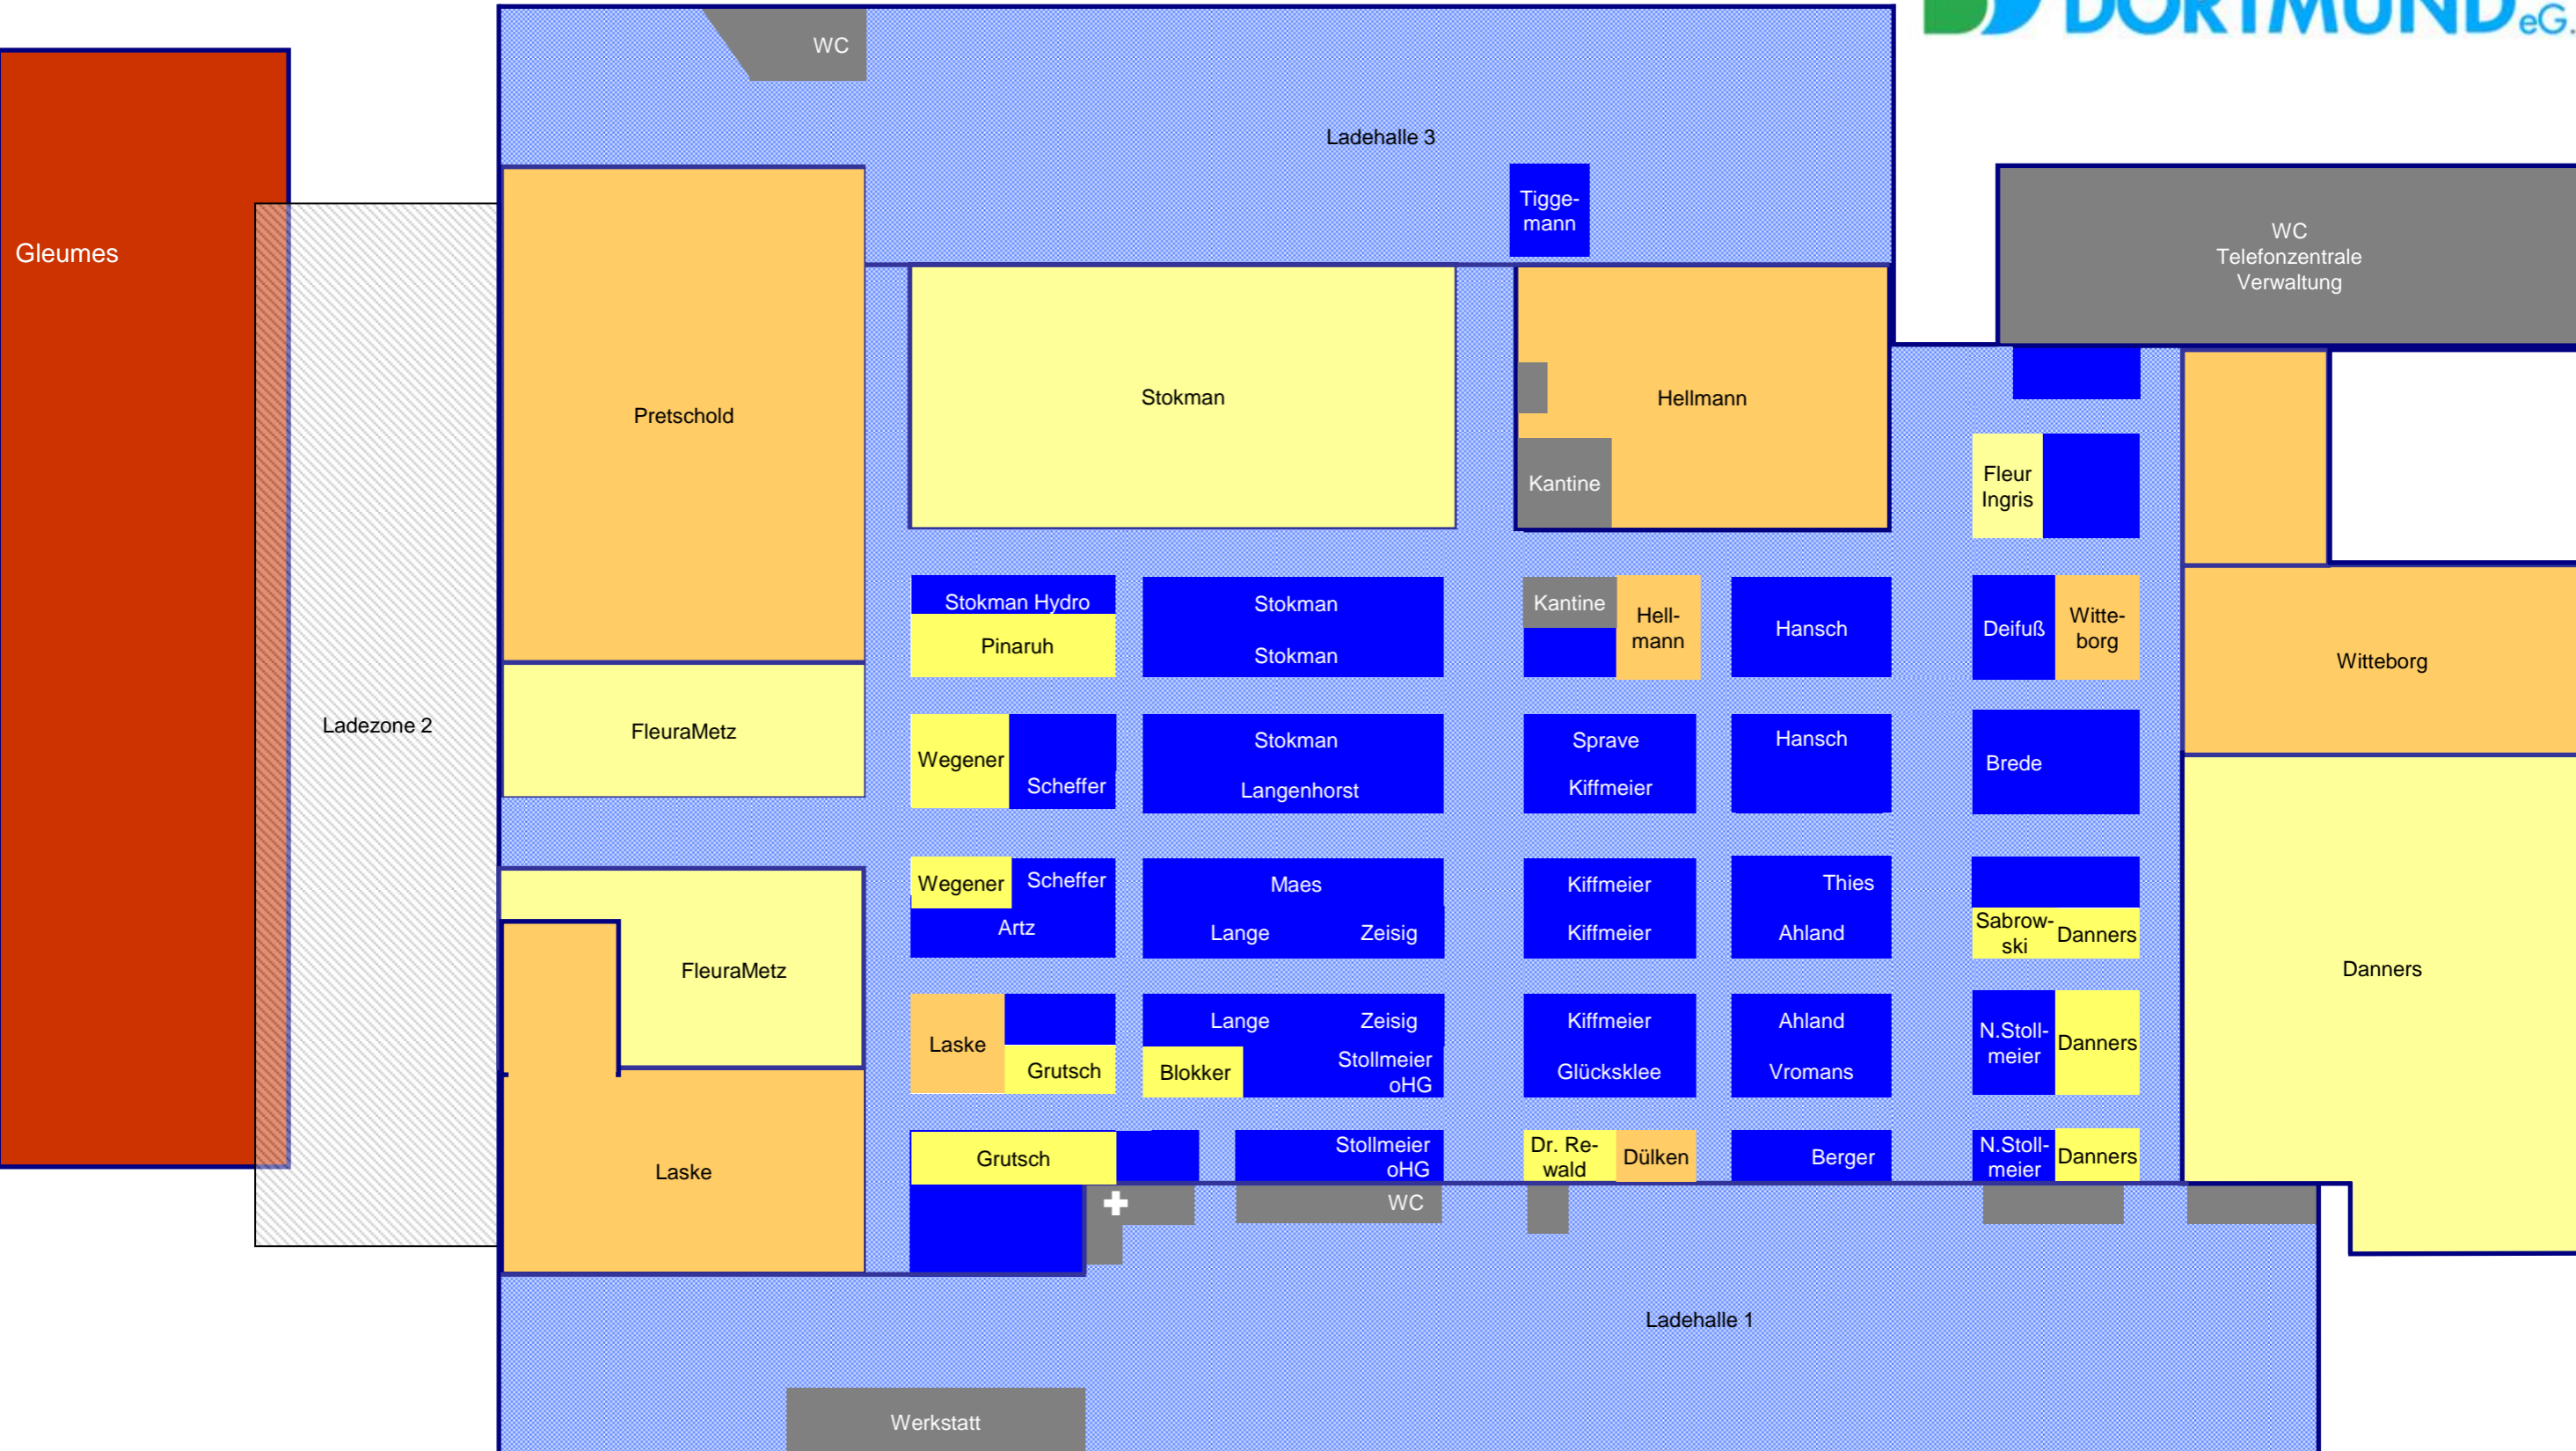 DORTMUND eG.
WC
Ladehalle 3
Tigge-
mann
Gleumes
WC
Telefonzentrale
Verwaltung
Pretschold
Stokman
Hellmann
Kantine
Fleur
Ingris
Stokman Hydro
Pinaruh
Stokman
Stokman
Kantine
Hell-
mann
Hansch
Deifuß
Witte-
borg
Witteborg
Ladezone 2
FleuraMetz
Wegener
Scheffer
Stokman
Langenhorst
Sprave
Kiffmeier
Hansch
Brede
Wegener
Scheffer
Artz
Maes
Lange
Zeisig
Kiffmeier
Kiffmeier
Thies
Ahland
Sabrow-
ski
Danners
Danners
FleuraMetz
Laske
Grutsch
Lange
Zeisig
Blokker
Stollmeier
oHG
Kiffmeier
Glücksklee
Ahland
Vromans
N.Stoll-
meier
Danners
Laske
Grutsch
Stollmeier
oHG
Dr. Re-
wald
Dülken
Berger
N.Stoll-
meier
Danners
WC
Ladehalle 1
Werkstatt